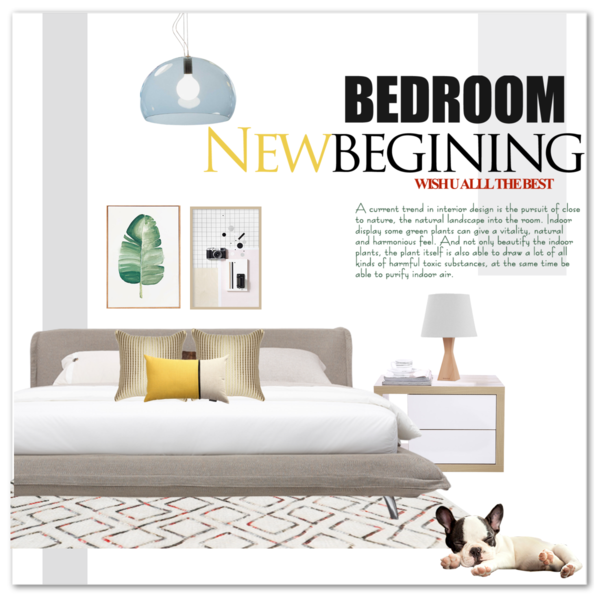 BEDROOM
NEWBEGINING
WISH U ALLL THE BEST
A current trend in interior design is the pursuit of close
to nature, the natural landscape into the room. Indoor
display some green plants can give a vitality, natural
and harmonious feel. And not only beautify the indoor
plants, the plant itself is also able to draw a lot of all
kinds of harmful toxic substances, at the same time be
able to purify indoor air.